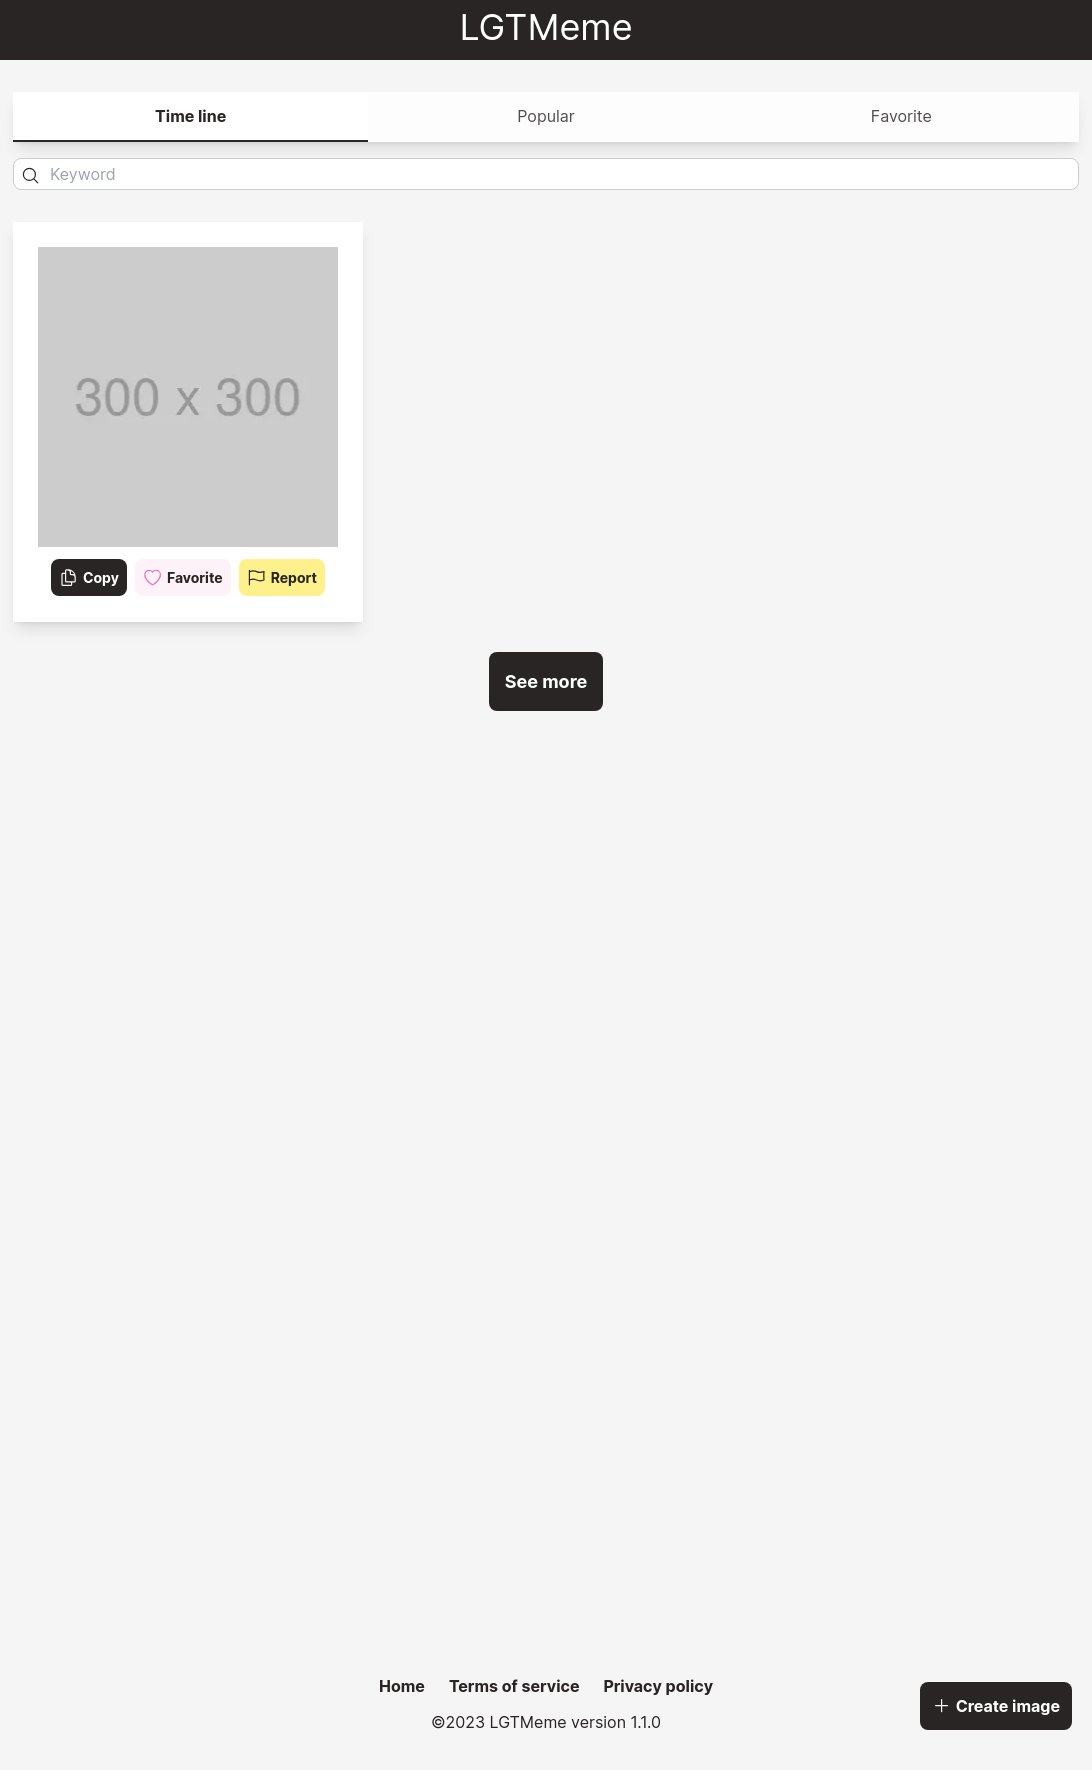 LGTMeme
Time line
Popular
Favorite
Keyword
300 x 300
Copy
Favorite
Report
See more
Home
Terms of service
Privacy policy
©2023 LGTMeme version 1.1.0
Create image